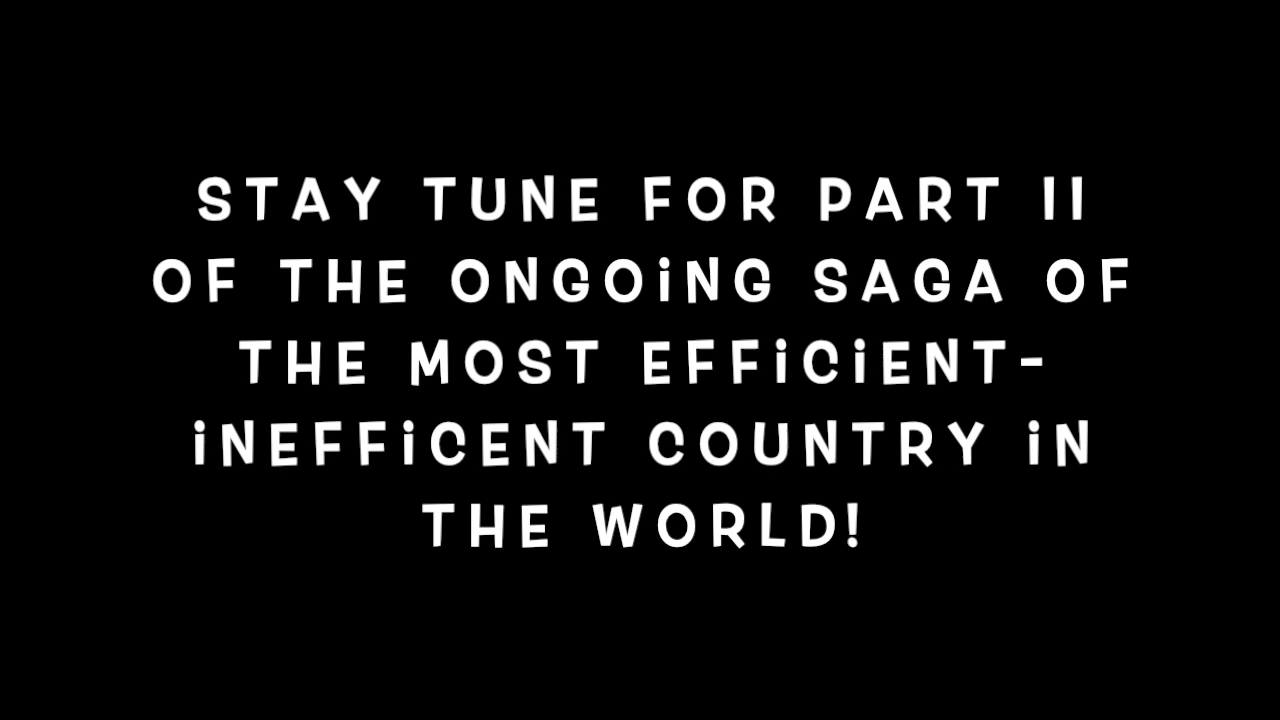 STAY TUNE FOR PART II
OF THE ONGOiNG SAGA OF
THE MOST EFFiCiENT-
iNEFFiCENT COUNTRY iN
THE WORLD!